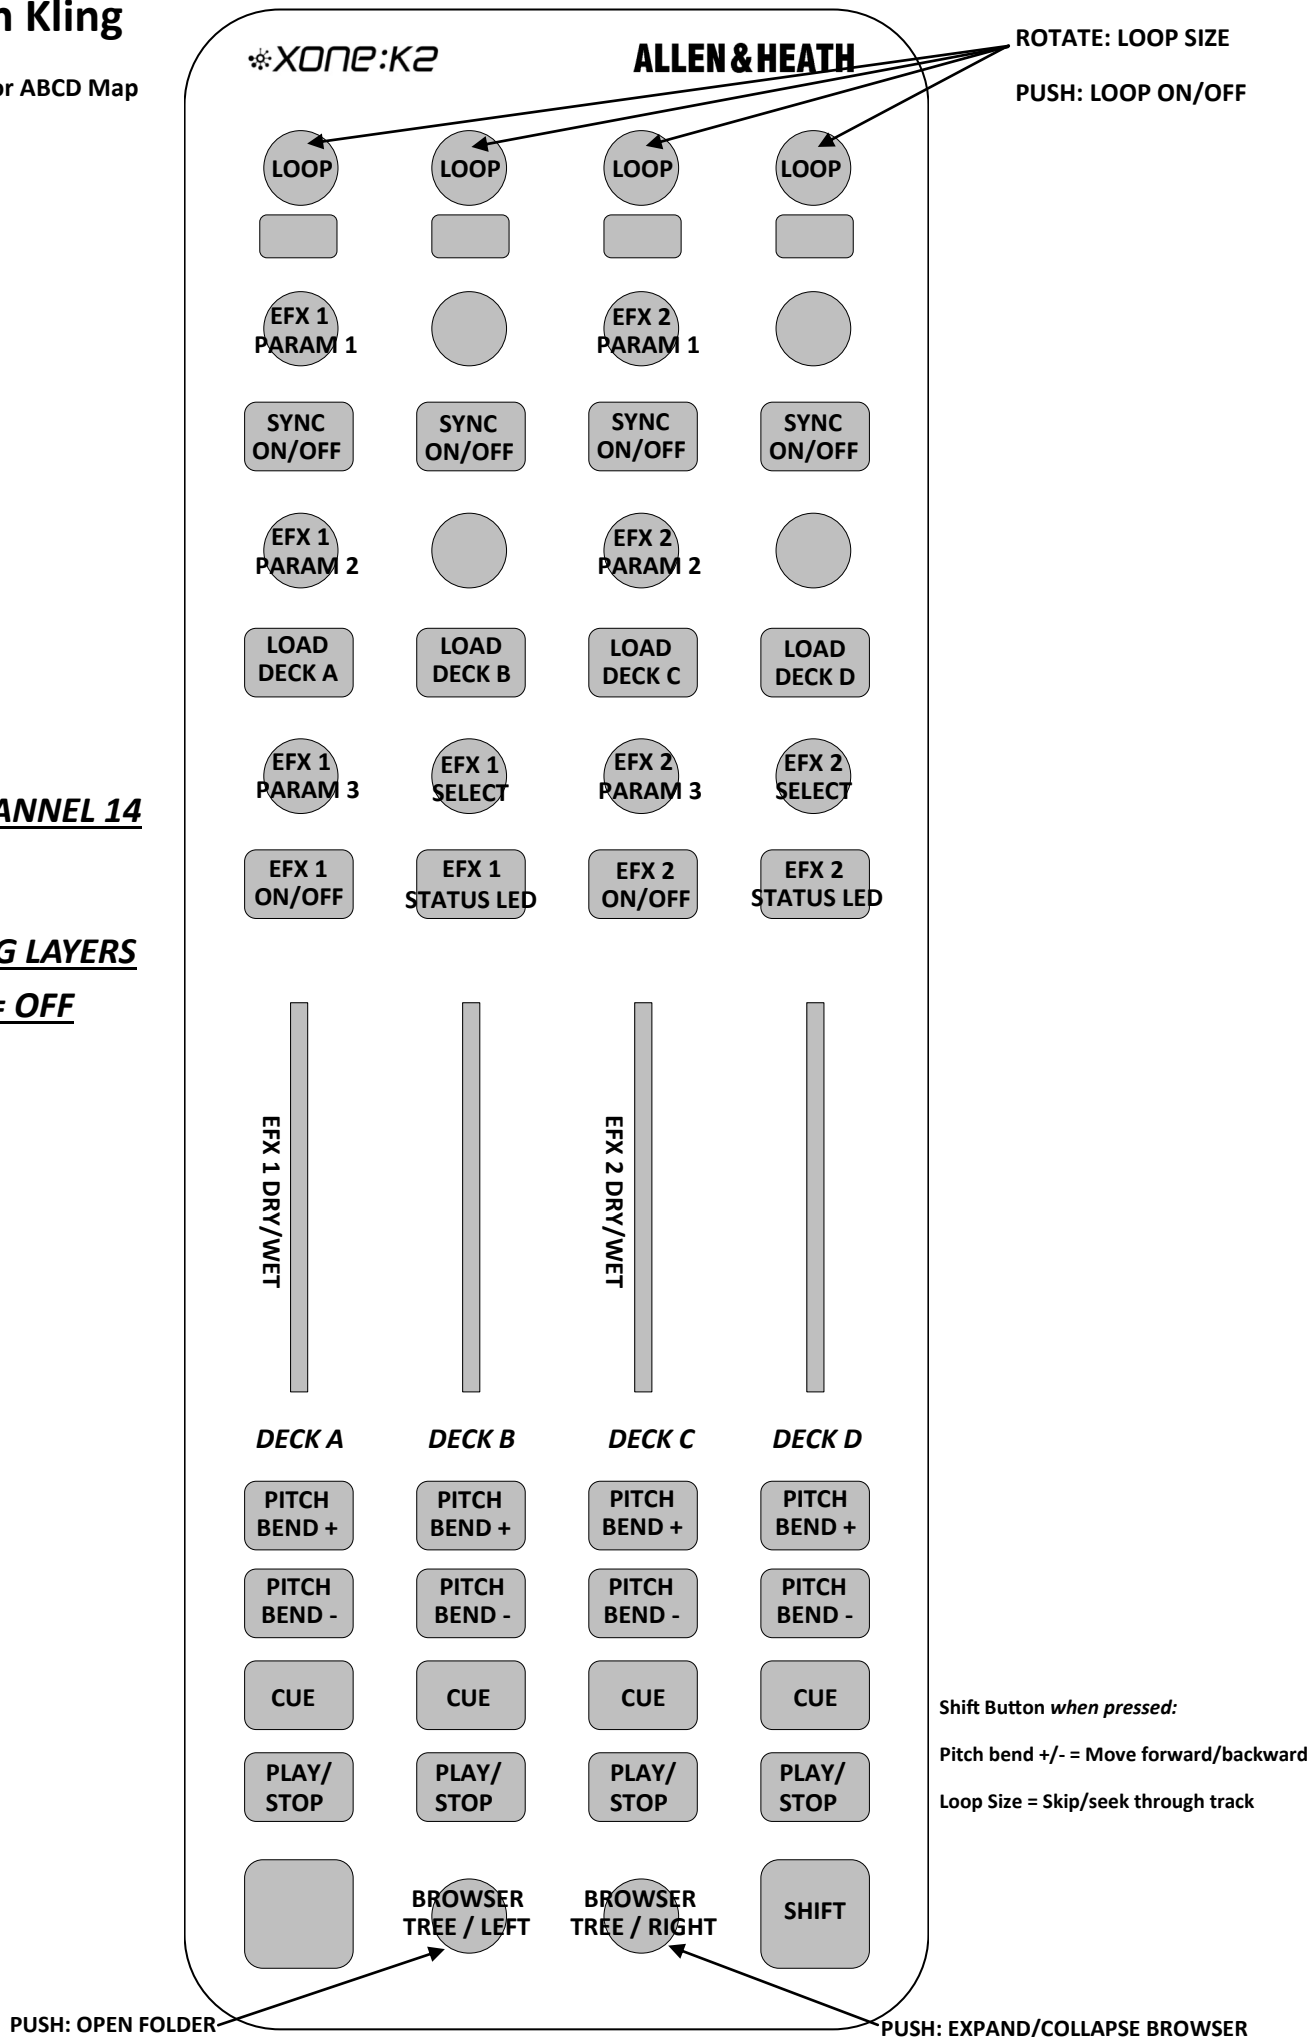 n Kling
or ABCD Map
XONE:K2
ALLEN&HEATH
ROTATE: LOOP SIZE
PUSH: LOOP ON/OFF
LOOP LOOP LOOP LOOP
EFX 1
PARAM 1
EFX 2
PARAM 1
SYNC
ON/OFF
SYNC
ON/OFF
SYNC
ON/OFF
SYNC
ON/OFF
EFX 1
PARAM 2
EFX 2
PARAM 2
LOAD
DECK A
LOAD
DECK B
LOAD
DECK C
LOAD
DECK D
EFX 1
PARAM 3
EFX 1
SELECT
EFX 2
PARAM 3
EFX 2
SELECT
ANNEL 14
EFX 1
ON/OFF
EFX 1
STATUS LED
EFX 2
ON/OFF
EFX 2
STATUS LED
G LAYERS
= OFF
EFX 1 DRY/WET
EFX 2 DRY/WET
DECK A DECK B DECK C DECK D
PITCH
BEND +
PITCH
BEND +
PITCH
BEND +
PITCH
BEND +
PITCH
BEND -
PITCH
BEND -
PITCH
BEND -
PITCH
BEND -
CUE CUE CUE CUE
PLAY/
STOP
PLAY/
STOP
PLAY/
STOP
PLAY/
STOP
Shift Button when pressed:
Pitch bend +/- = Move forward/backward
Loop Size = Skip/seek through track
BROWSER
TREE / LEFT
BROWSER
TREE / RIGHT
SHIFT
PUSH: OPEN FOLDER
PUSH: EXPAND/COLLAPSE BROWSER